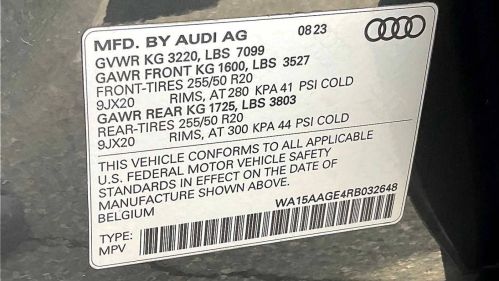 MFD. BY AUDI AG 08 23
GVWR KG 3220, LBS 7099
GAWR FRONT KG 1600, LBS 3527
FRONT-TIRES 255/50 R20
9JX20 RIMS, AT 280 KPA 41 PSI COLD
GAWR REAR KG 1725, LBS 3803
REAR-TIRES 255/50 R20
9JX20 RIMS, AT 300 KPA 44 PSI COLD
THIS VEHICLE CONFORMS TO ALL APPLICABLE
U.S. FEDERAL MOTOR VEHICLE SAFETY
STANDARDS IN EFFECT ON THE DATE OF
MANUFACTURE SHOWN ABOVE.
BELGIUM WA15AAGE4RB032648
TYPE:
MPV